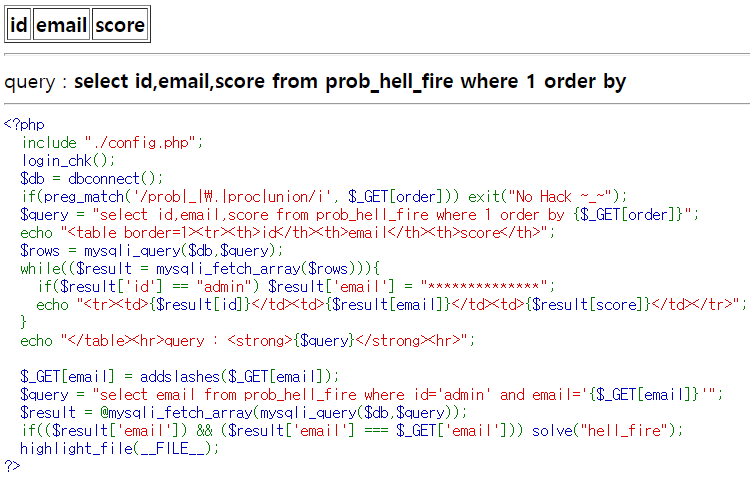 id email score
query : select id,email,score from prob_hell_fire where 1 order by
<?php
  include "./config.php";
  login_chk();
  $db = dbconnect();
  if(preg_match('/prob|_|₩.|proc|union/i', $_GET[order])) exit("No Hack ~_~");
  $query = "select id,email,score from prob_hell_fire where 1 order by {$_GET[order]}";
  echo "<table border=1><tr><th>id</th><th>email</th><th>score</th>";
  $rows = mysqli_query($db,$query);
  while(($result = mysqli_fetch_array($rows))){
    if($result['id'] == "admin") $result['email'] = "**************";
    echo "<tr><td>{$result[id]}</td><td>{$result[email]}</td><td>{$result[score]}</td></tr>";
  }
  echo "</table><hr>query : <strong>{$query}</strong><hr>";

  $_GET[email] = addslashes($_GET[email]);
  $query = "select email from prob_hell_fire where id='admin' and email='{$_GET[email]}'";
  $result = @mysqli_fetch_array(mysqli_query($db,$query));
  if(($result['email']) && ($result['email'] === $_GET['email'])) solve("hell_fire");
  highlight_file(__FILE__);
?>